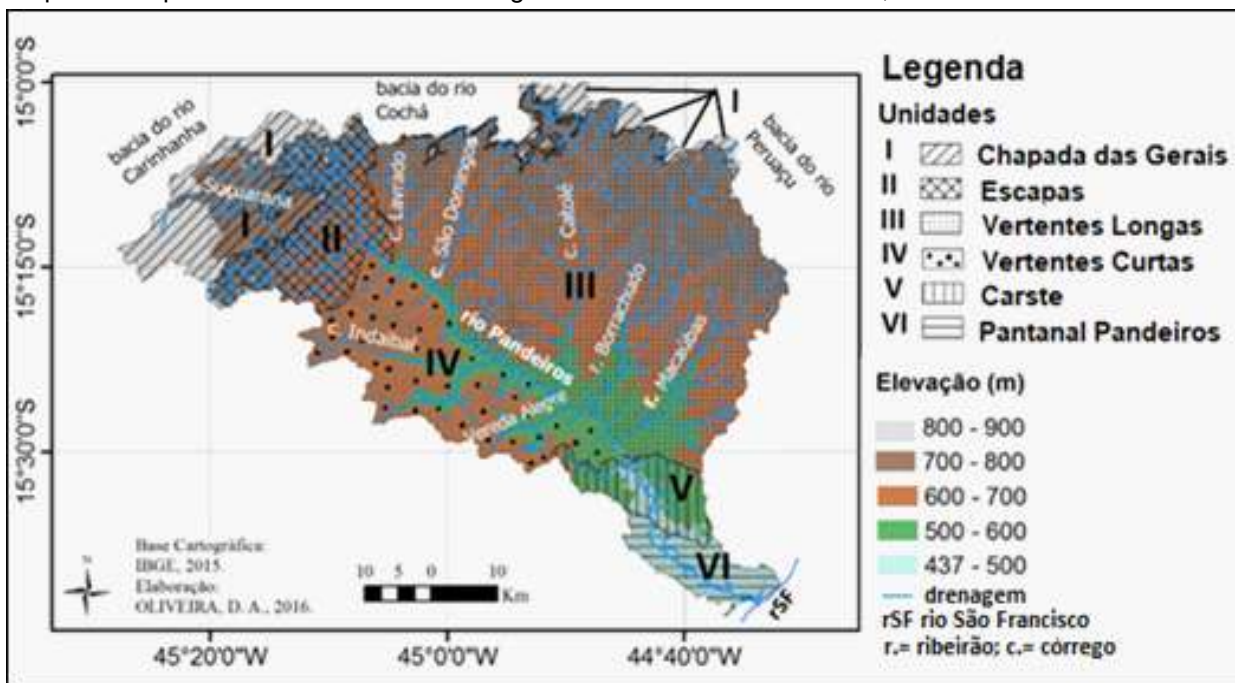 15°0'0"S
15°15'0"S
15°30'0"S
bacia do rio
Carinhanha
bacia do rio
Cochá
bacia do rio
Peruaçu
I
I
I
II
III
IV
V
VI
c. Lavrado
c. São Domingos
c. Catolé
r. Borrachudo
c. Macaúbas
rio Pandeiros
c. Indaibal
Vereda Alegre
rSF
Base Cartográfica:
IBGE, 2015.
Elaboração:
OLIVEIRA, D. A., 2016.
N
10 5 0 10
Km
45°20'0"W
45°0'0"W
44°40'0"W
Legenda
Unidades
I Chapada das Gerais
II Escapas
III Vertentes Longas
IV Vertentes Curtas
V Carste
VI Pantanal Pandeiros
Elevação (m)
800 - 900
700 - 800
600 - 700
500 - 600
437 - 500
drenagem
rSF rio São Francisco
r.= ribeirão; c.= córrego